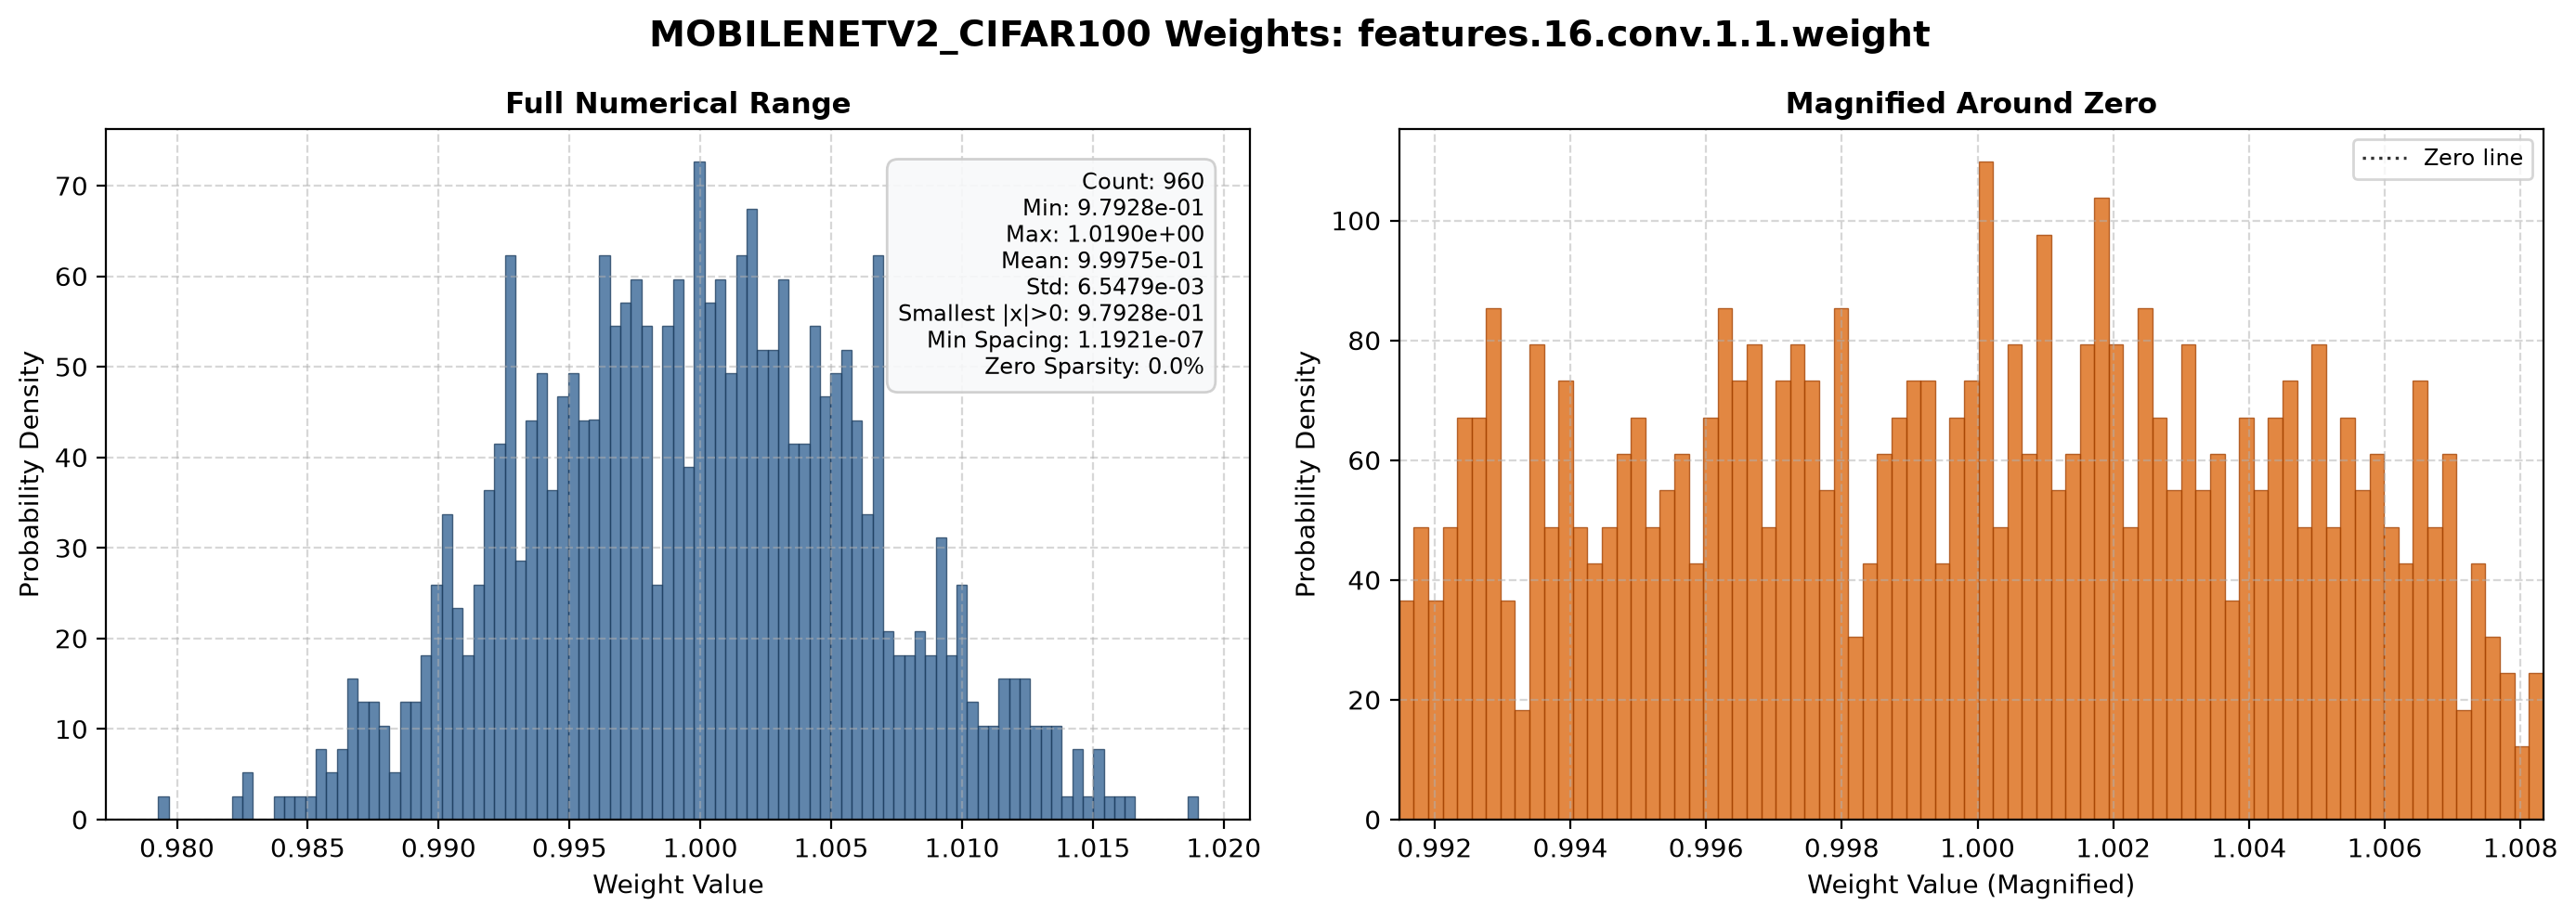 MOBILENETV2_CIFAR100 Weights: features.16.conv.1.1.weight
Full Numerical Range
Probability Density
70
60
50
40
30
20
10
0
Count: 960
Min: 9.7928e-01
Max: 1.0190e+00
Mean: 9.9975e-01
Std: 6.5479e-03
Smallest |x|>0: 9.7928e-01
Min Spacing: 1.1921e-07
Zero Sparsity: 0.0%
0.980 0.985 0.990 0.995 1.000 1.005 1.010 1.015 1.020
Weight Value
Magnified Around Zero
Zero line
Probability Density
100
80
60
40
20
0
0.992 0.994 0.996 0.998 1.000 1.002 1.004 1.006 1.008
Weight Value (Magnified)